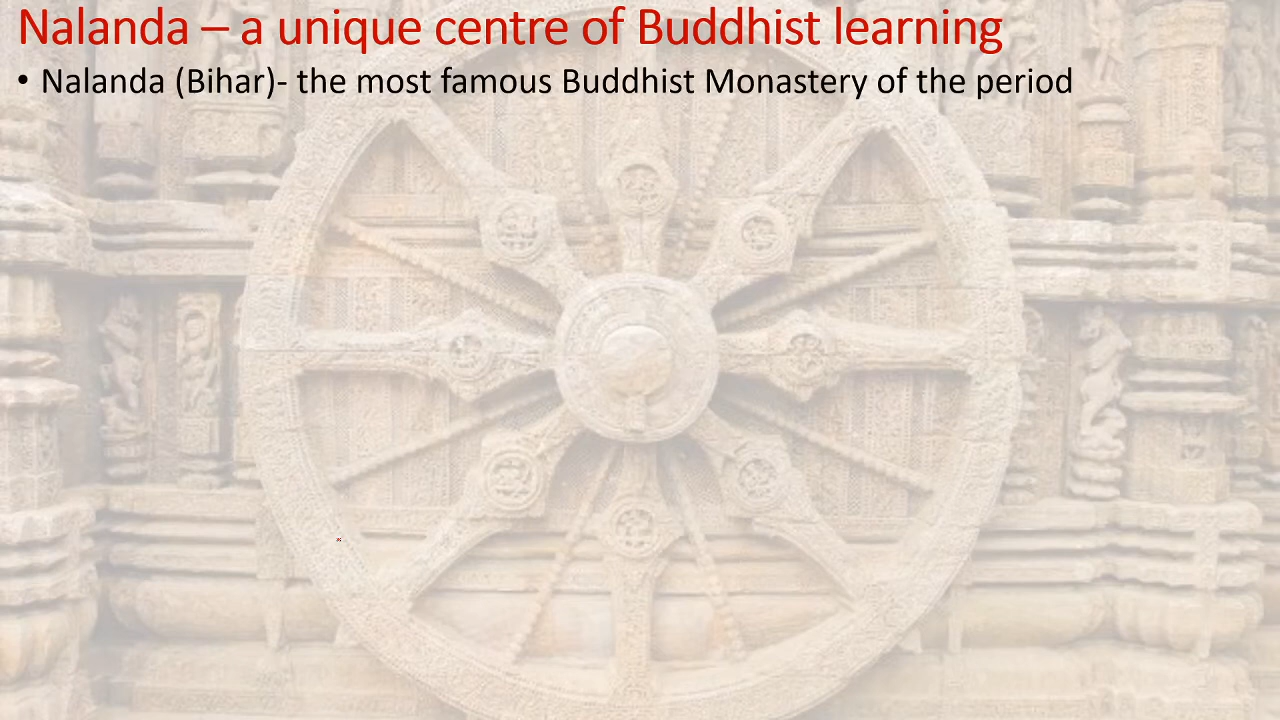 Nalanda – a unique centre of Buddhist learning
• Nalanda (Bihar)- the most famous Buddhist Monastery of the period